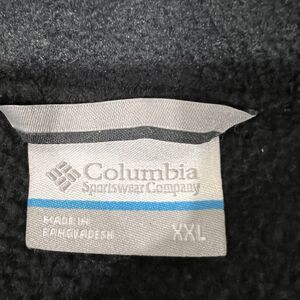 Columbia
Sportswear Company
MADE IN
BANGLADESH
XXL